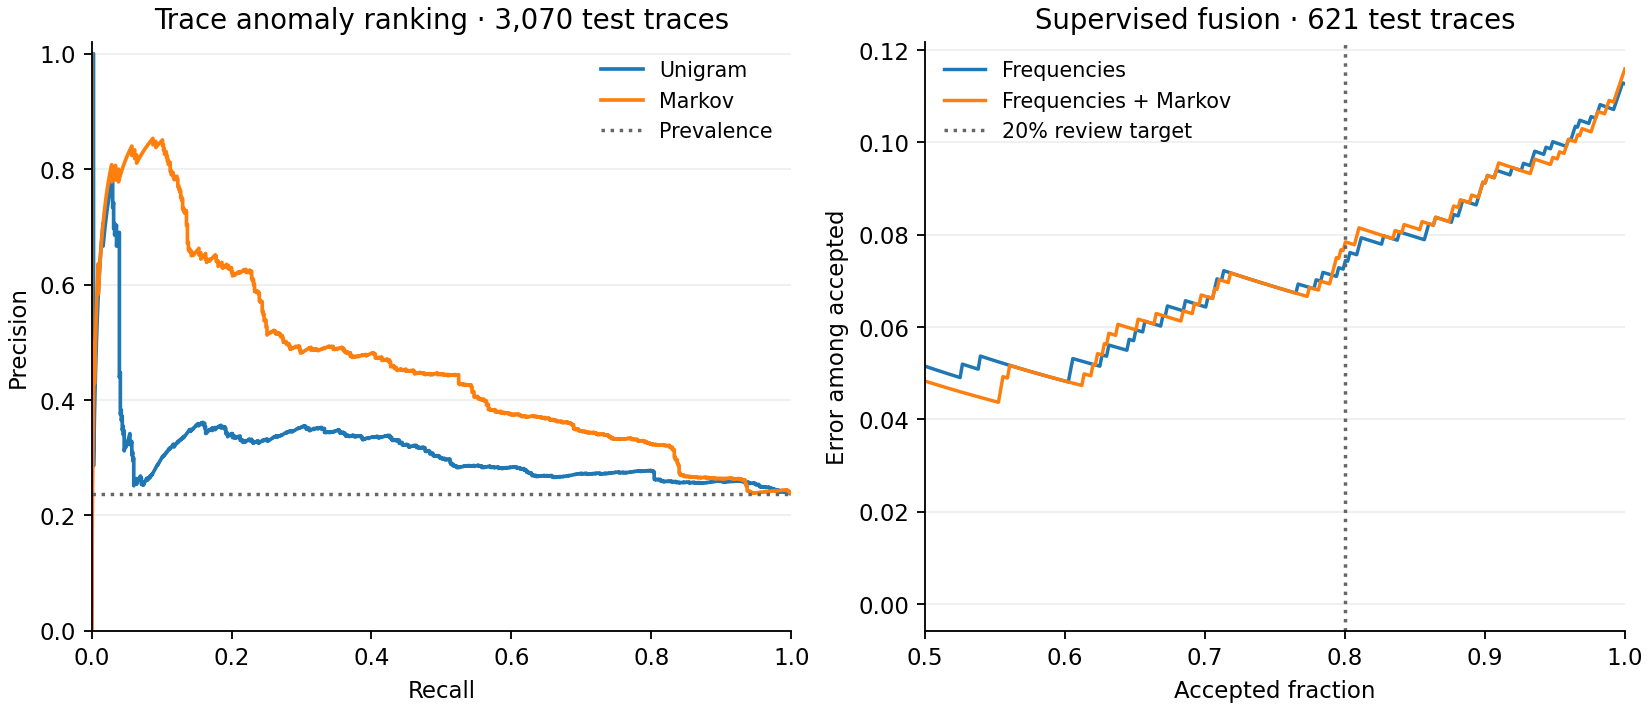 Trace anomaly ranking · 3,070 test traces
Precision
1.0
0.8
0.6
0.4
0.2
0.0
Unigram
Markov
Prevalence
0.0 0.2 0.4 0.6 0.8 1.0
Recall
Supervised fusion · 621 test traces
Error among accepted
0.12
0.10
0.08
0.06
0.04
0.02
0.00
Frequencies
Frequencies + Markov
20% review target
0.5 0.6 0.7 0.8 0.9 1.0
Accepted fraction